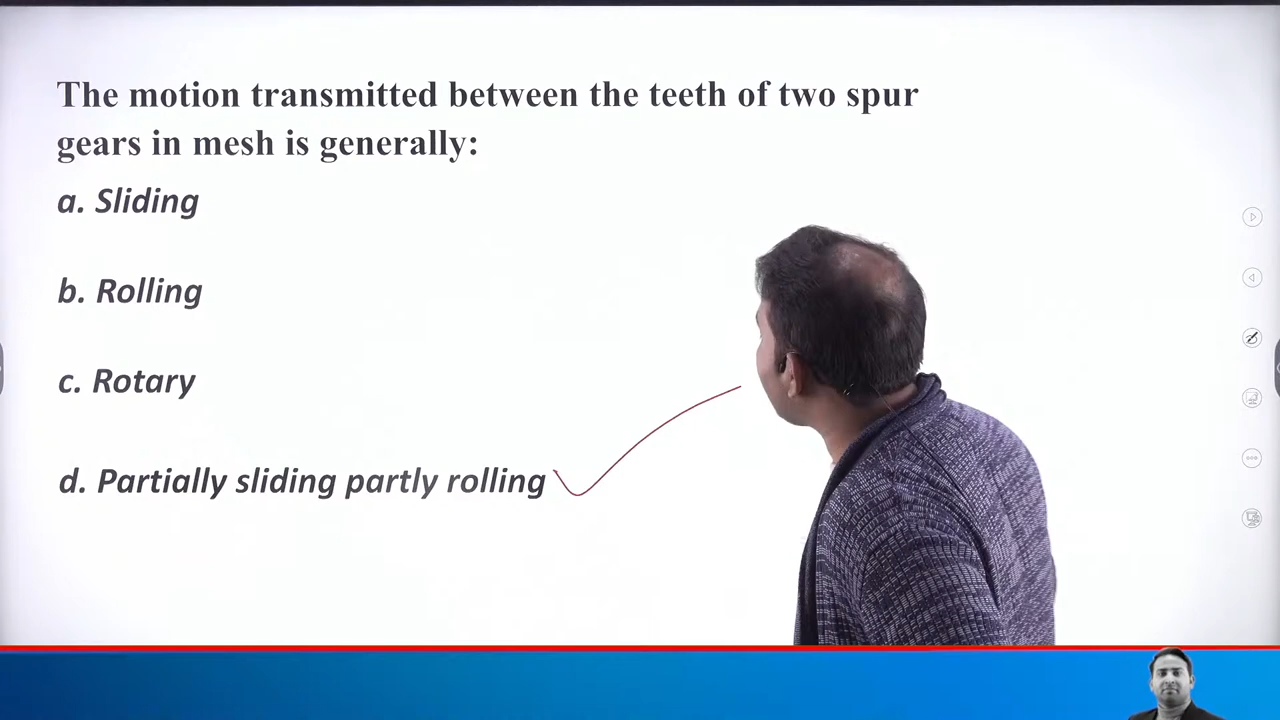 The motion transmitted between the teeth of two spur
gears in mesh is generally:
a. Sliding
b. Rolling
c. Rotary
d. Partially sliding partly rolling